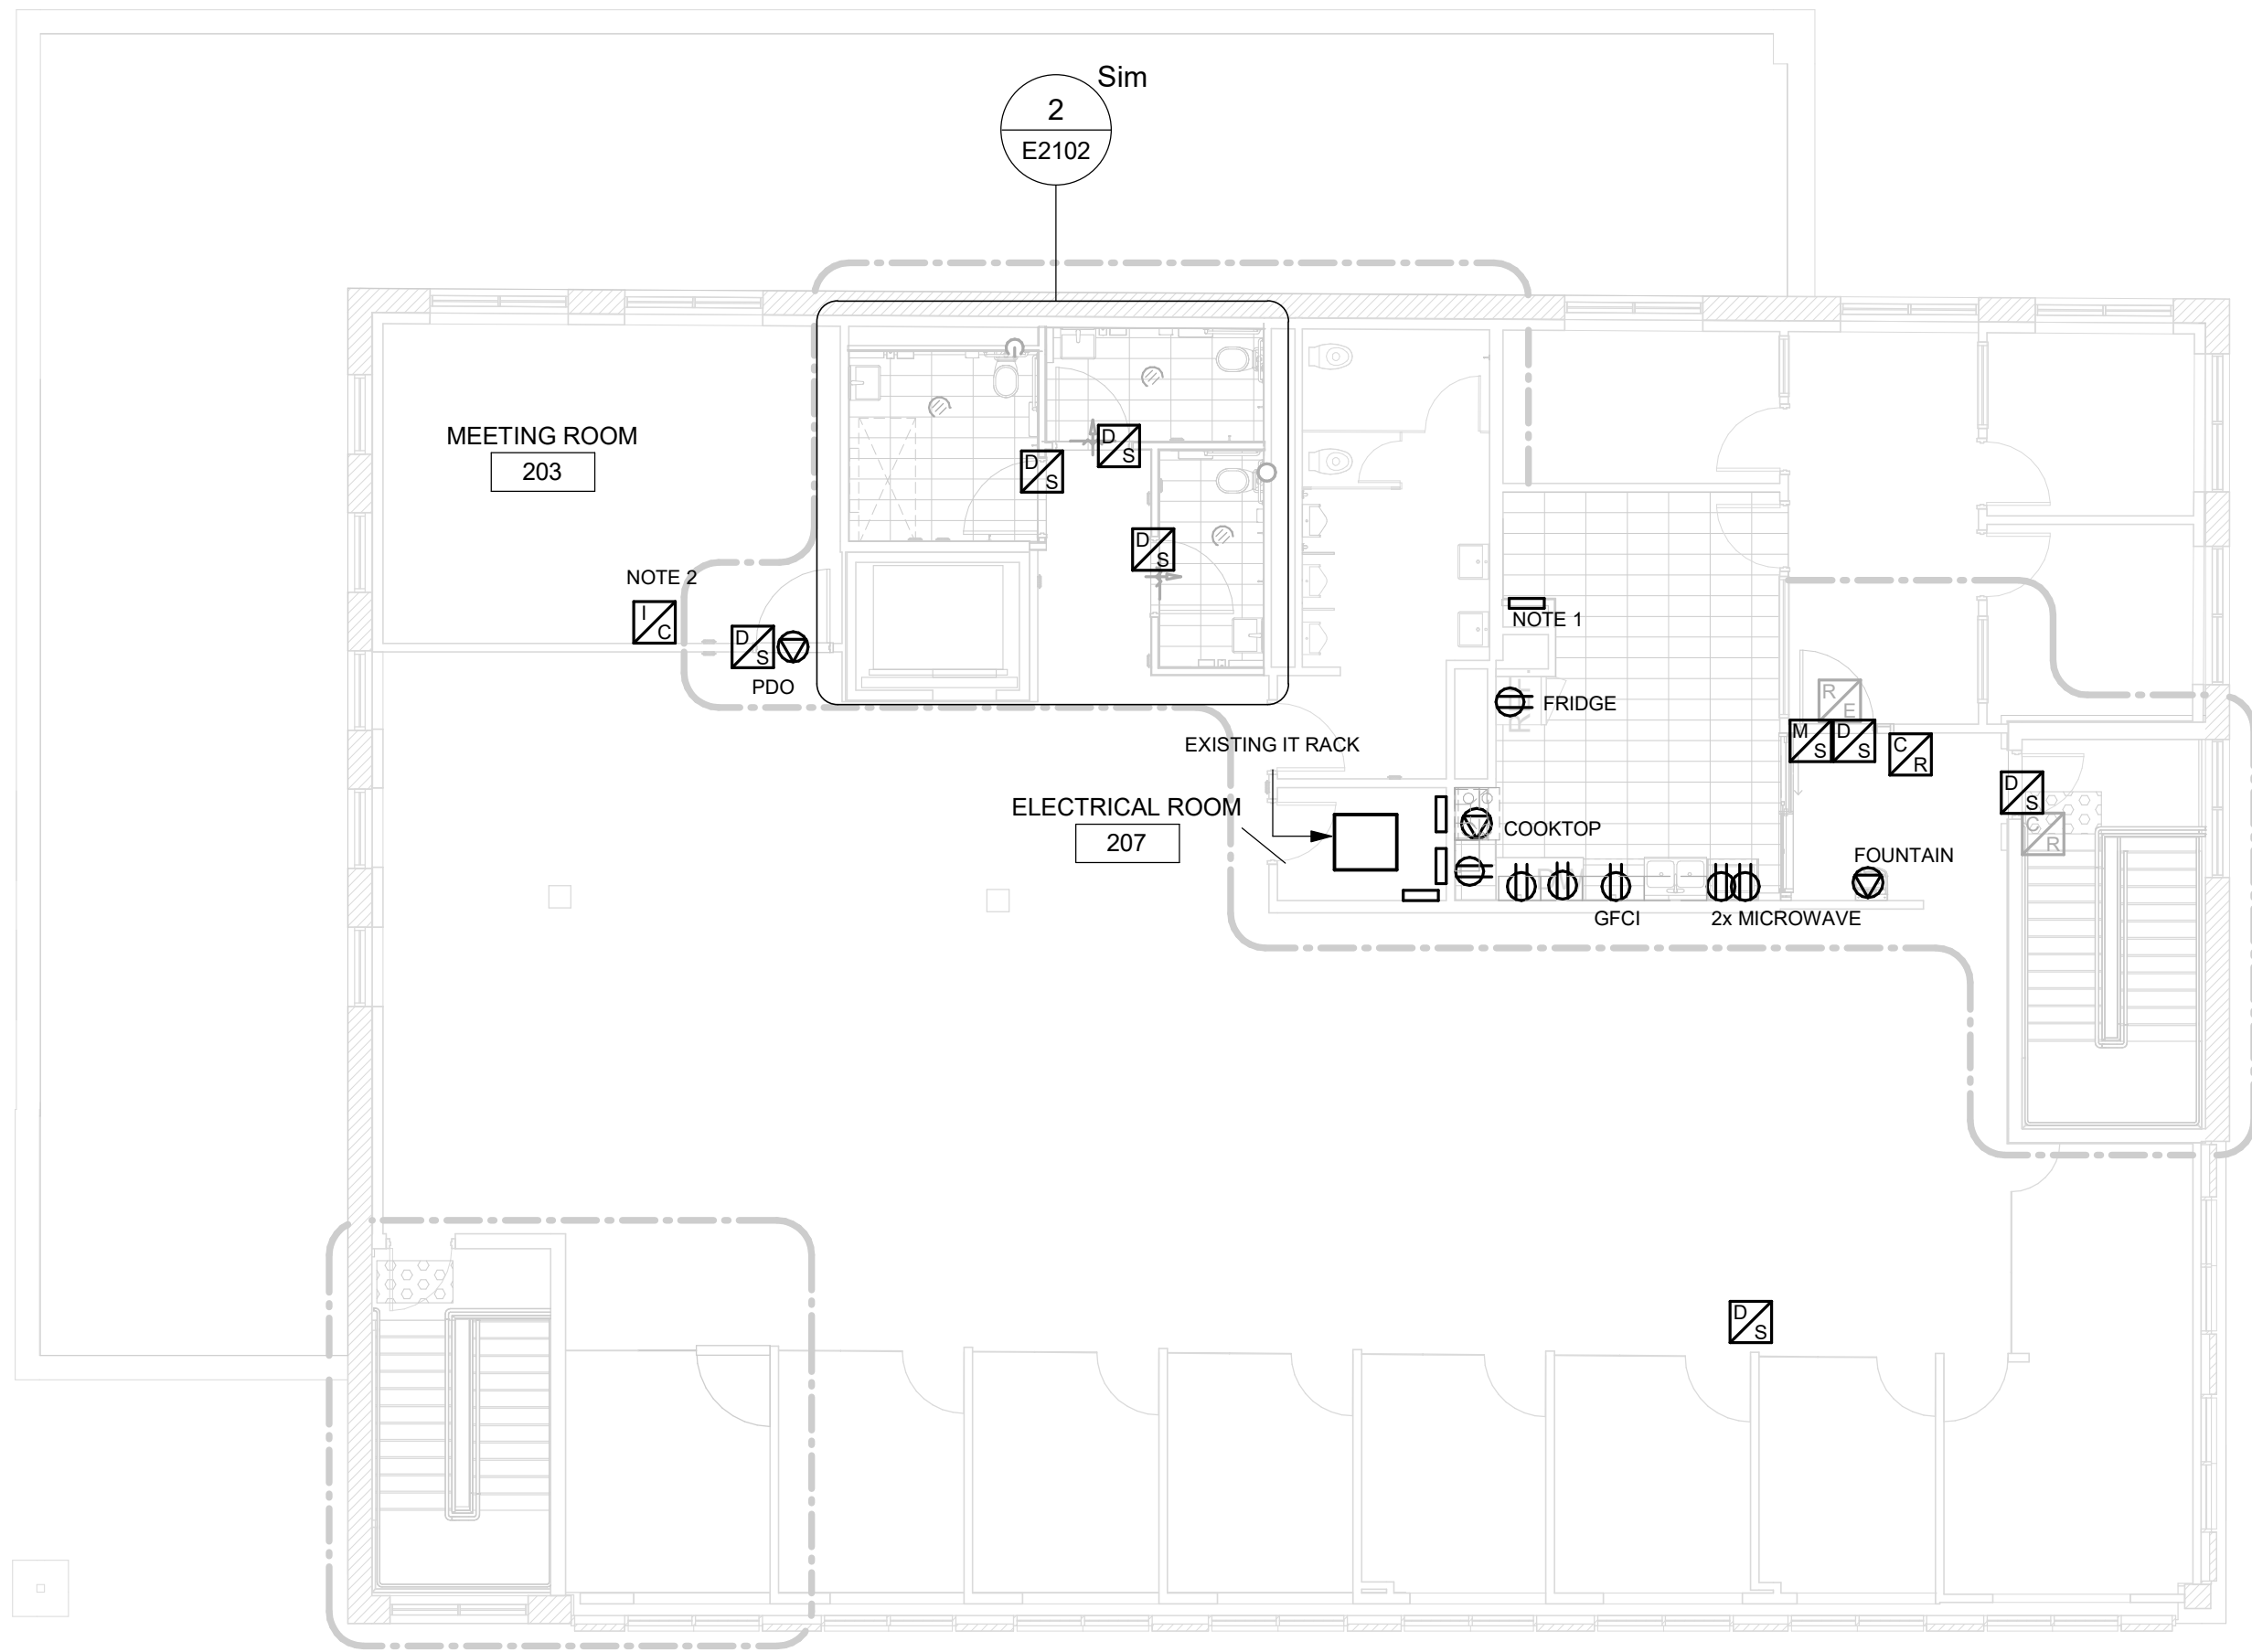 Sim
2
E2102
MEETING ROOM
203
D
S
D
S
D
S
NOTE 2
I
C
D
S
PDO
NOTE 1
FRIDGE
R
E
M
S
D
S
C
R
EXISTING IT RACK
D
S
C
R
ELECTRICAL ROOM
207
COOKTOP
FOUNTAIN
GFCI
2x MICROWAVE
D
S